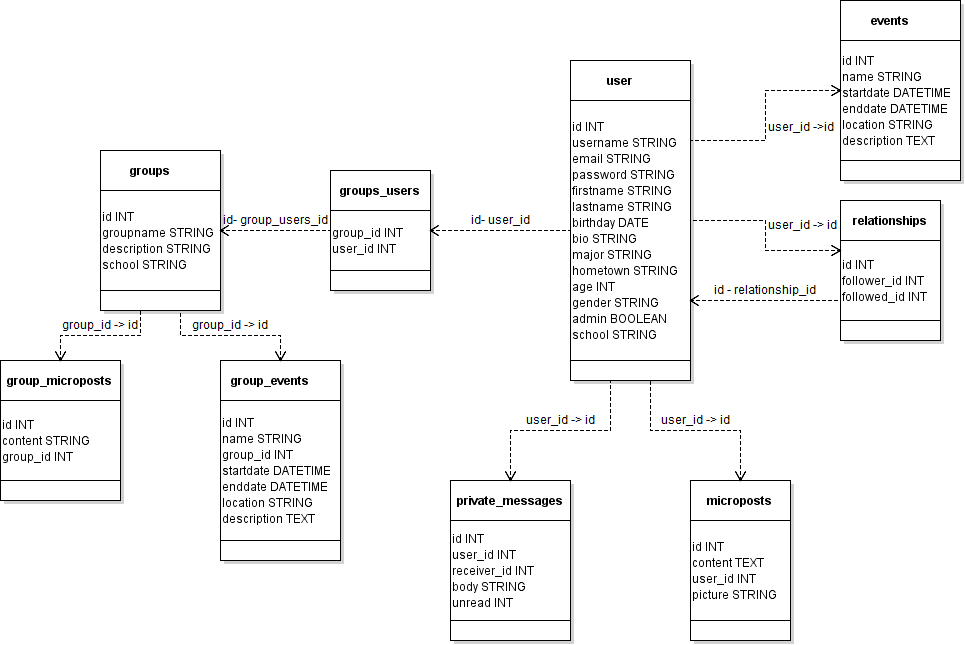 events
id INT
name STRING
startdate DATETIME
enddate DATETIME
location STRING
description TEXT
user
id INT
username STRING
email STRING
password STRING
firstname STRING
lastname STRING
birthday DATE
bio STRING
major STRING
hometown STRING
age INT
gender STRING
admin BOOLEAN
school STRING
user_id ->id
groups
id INT
groupname STRING
description STRING
school STRING
id- group_users_id
groups_users
group_id INT
user_id INT
id- user_id
user_id -> id
relationships
id INT
follower_id INT
followed_id INT
id - relationship_id
group_id -> id
group_id -> id
group_microposts
id INT
content STRING
group_id INT
group_events
id INT
name STRING
group_id INT
startdate DATETIME
enddate DATETIME
location STRING
description TEXT
user_id -> id
user_id -> id
private_messages
id INT
user_id INT
receiver_id INT
body STRING
unread INT
microposts
id INT
content TEXT
user_id INT
picture STRING